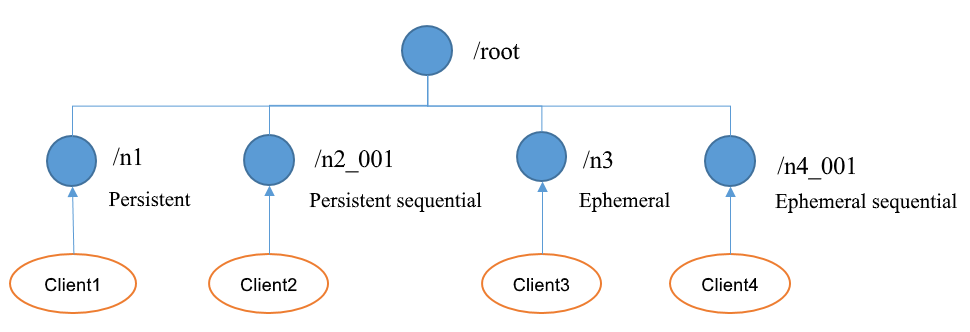 /root
/n1
/n2_001
/n3
/n4_001
Persistent
Persistent sequential
Ephemeral
Ephemeral sequential
Client1
Client2
Client3
Client4